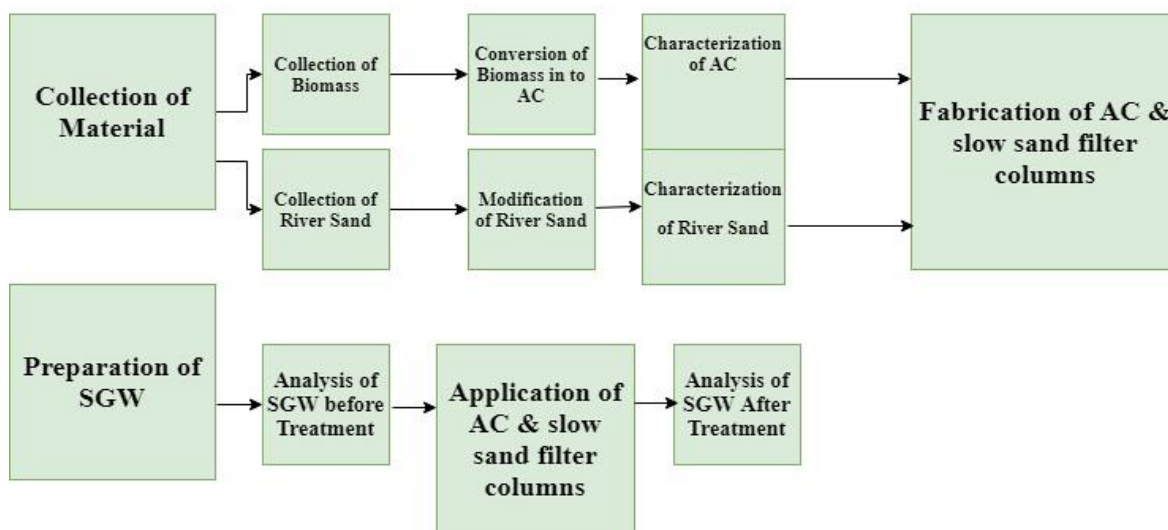 Collection of
Material
Collection of
Biomass
Conversion of
Biomass in to
AC
Characterization
of AC
Fabrication of AC &
slow sand filter
columns
Collection of
River Sand
Modification
of River Sand
Characterization
of River Sand
Preparation of
SGW
Analysis of
SGW before
Treatment
Application of
AC & slow
sand filter
columns
Analysis of
SGW After
Treatment